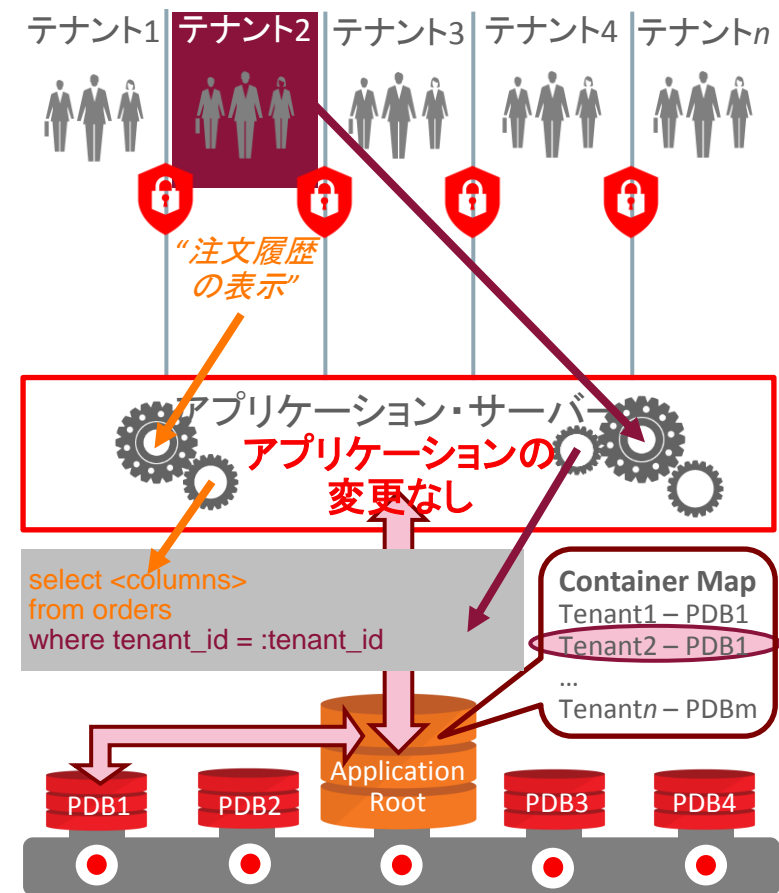 テナント1
テナント2
テナント3
テナント4
テナントn
“注文履歴
の表示”
アプリケーション・サーバー
アプリケーションの
変更なし
select <columns>
from orders
where tenant_id = :tenant_id
Container Map
Tenant1 – PDB1
Tenant2 – PDB1
…
Tenantn – PDBm
Application
Root
PDB1
PDB2
PDB3
PDB4